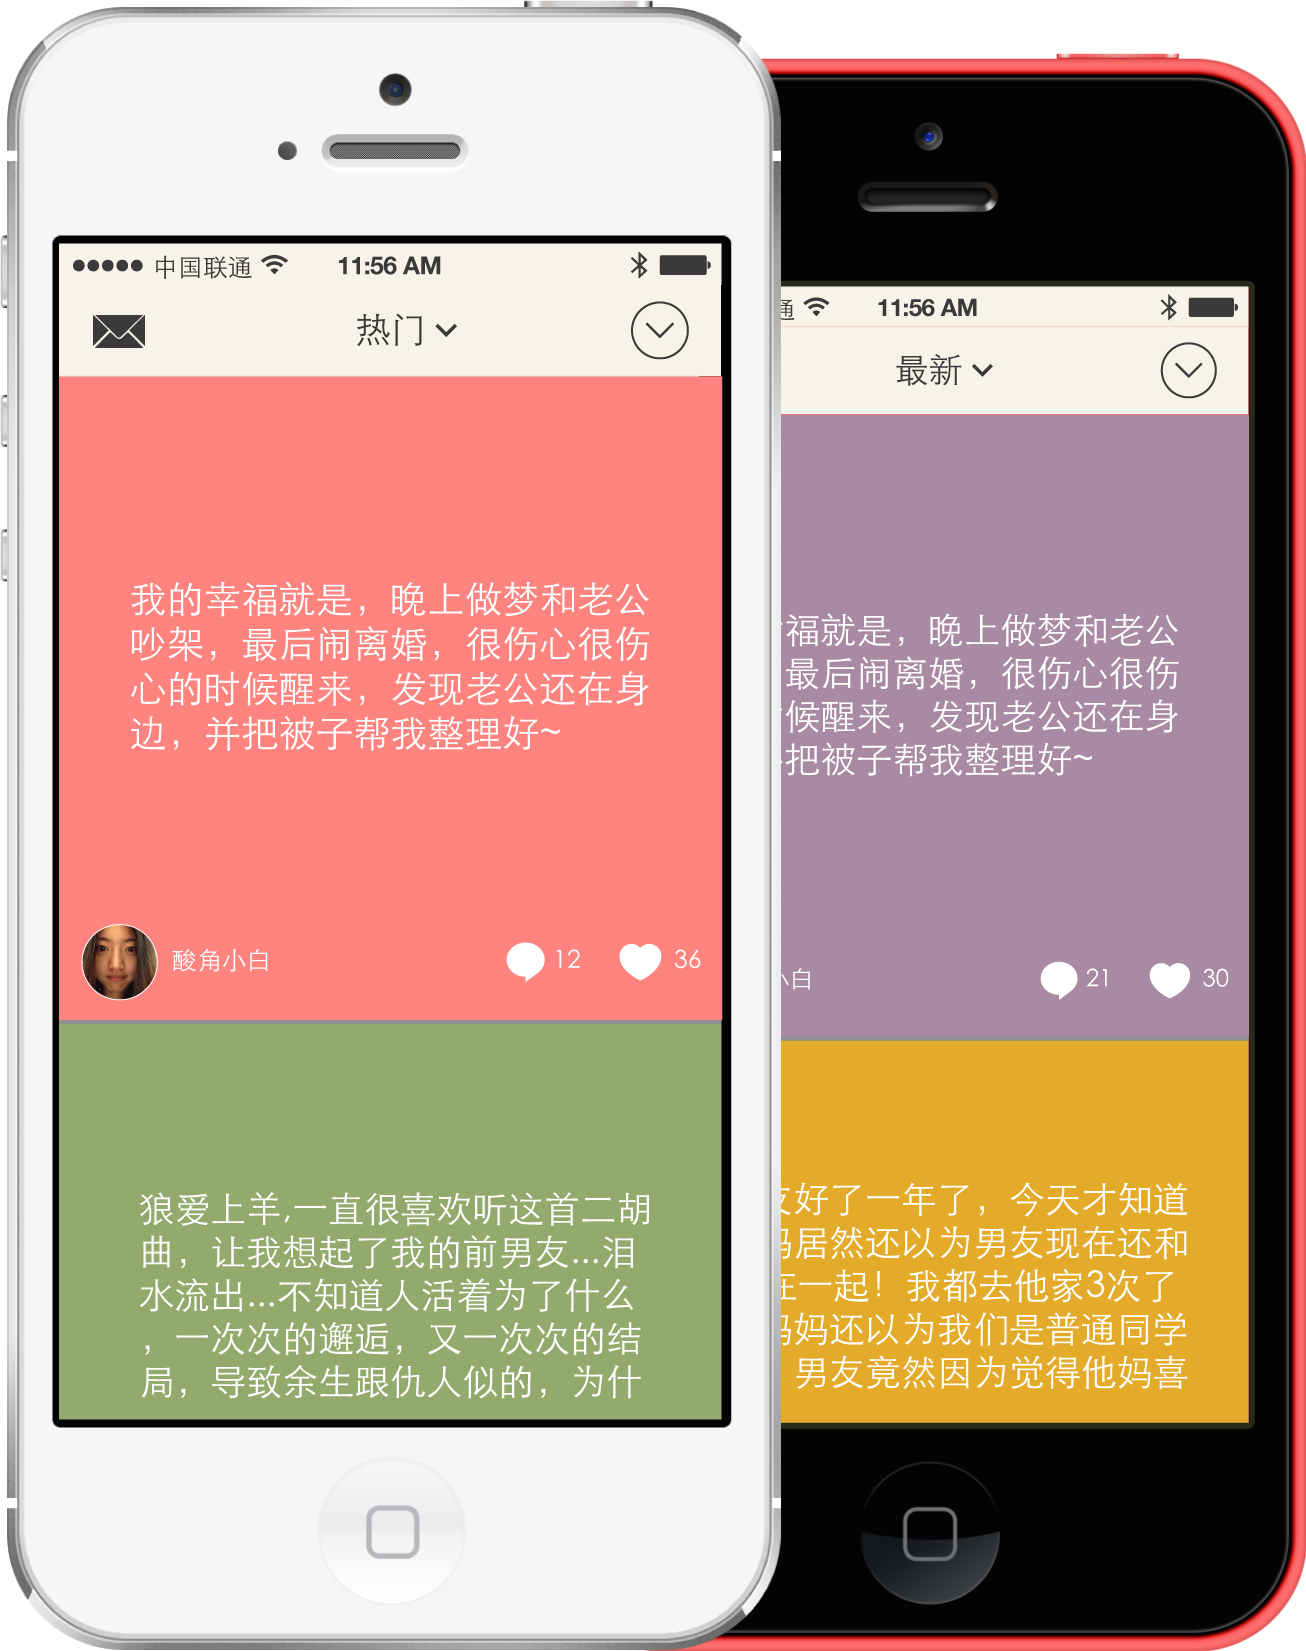 中国联通 11:56 AM
热门
我的幸福就是，晚上做梦和老公
吵架，最后闹离婚，很伤心很伤
心的时候醒来，发现老公还在身
边，并把被子帮我整理好~
酸角小白 12 36
狼爱上羊,一直很喜欢听这首二胡
曲，让我想起了我的前男友...泪
水流出...不知道人活着为了什么
，一次次的邂逅，又一次次的结
局，导致余生跟仇人似的，为什
通 11:56 AM
最新
福就是，晚上做梦和老公
最后闹离婚，很伤心很伤
候醒来，发现老公还在身
把被子帮我整理好~
小白 21 30
友好了一年了，今天才知道
妈居然还以为男友现在还和
在一起！我都去他家3次了
妈妈还以为我们是普通同学
男友竟然因为觉得他妈喜